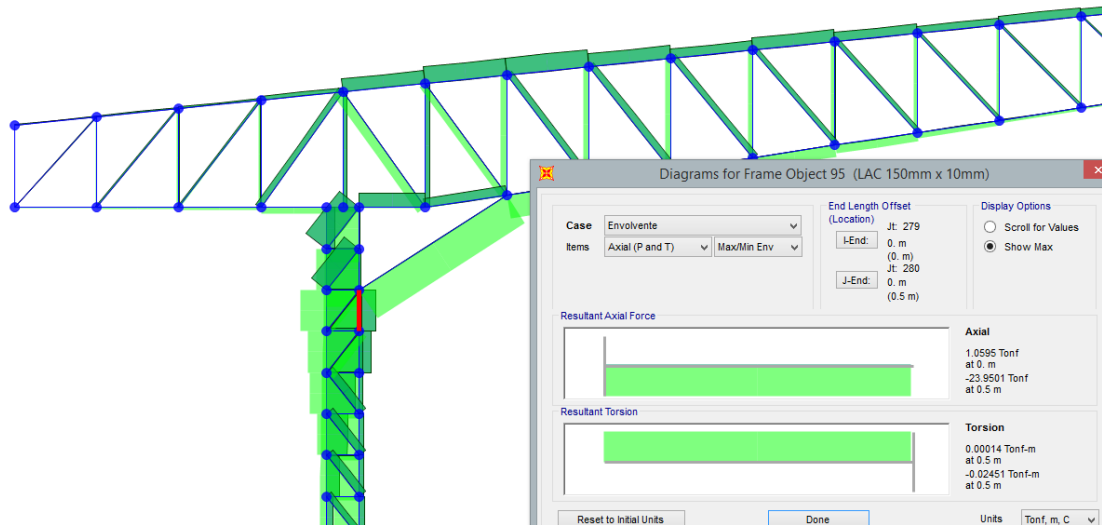 Diagrams for Frame Object 95 (LAC 150mm x 10mm)
x
Case Envolvente
Items Axial (P and T) Max/Min Env
End Length Offset
(Location)
Jt: 279
I-End: 0. m
(0. m)
Jt: 280
J-End: 0. m
(0.5 m)
Display Options
Scroll for Values
Show Max
Resultant Axial Force
Axial
1.0595 Tonf
at 0. m
-23.9501 Tonf
at 0.5 m
Resultant Torsion
Torsion
0.00014 Tonf-m
at 0.5 m
-0.02451 Tonf-m
at 0.5 m
Reset to Initial Units Done Units Tonf, m, C